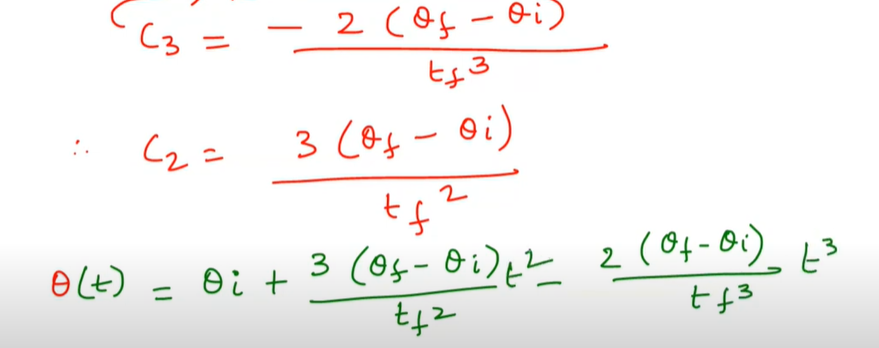 C₃ = - 2 (θf - θi) / tf³
∴ C₂ = 3 (θf - θi) / tf²
θ(t) = θi + 3 (θf - θi) / tf² t² - 2 (θf - θi) / tf³ t³